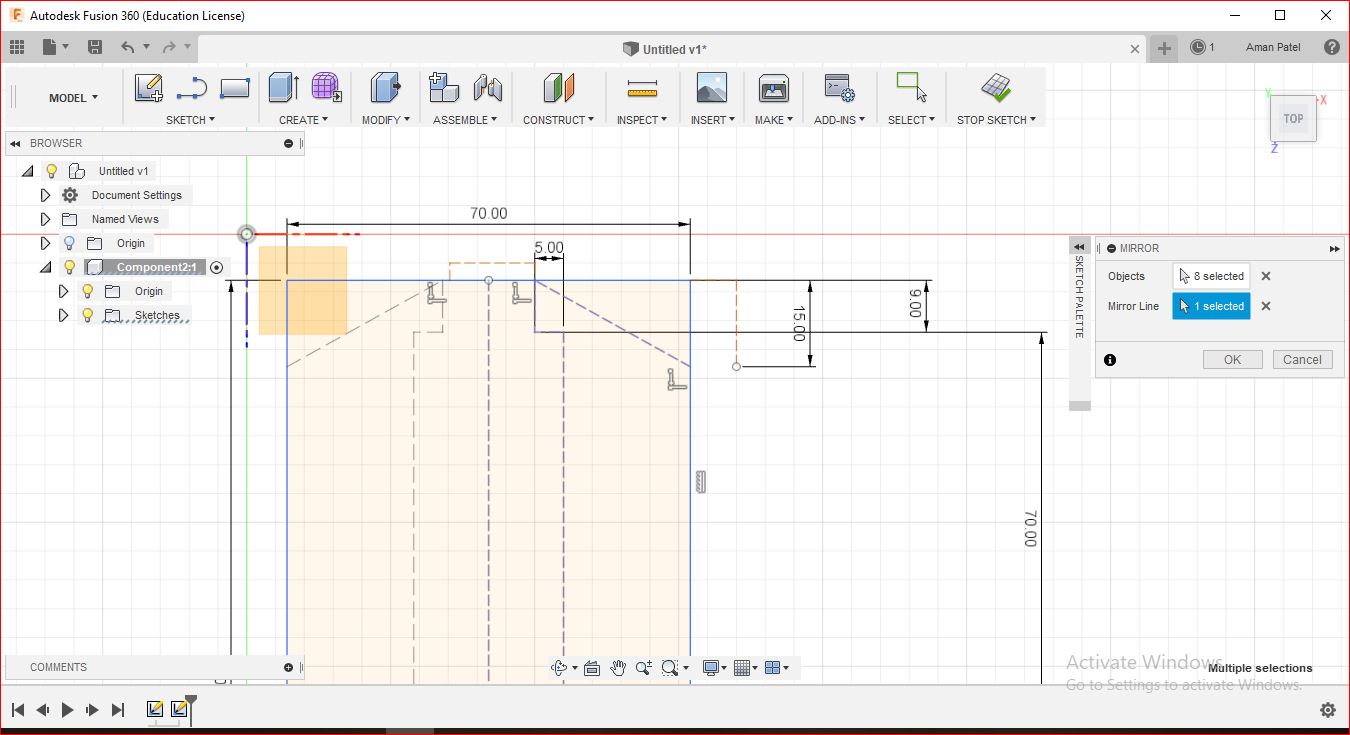 Autodesk Fusion 360 (Education License)
Untitled v1*
1
Aman Patel
MODEL
SKETCH
CREATE
MODIFY
ASSEMBLE
CONSTRUCT
INSPECT
INSERT
MAKE
ADD-INS
SELECT
STOP SKETCH
Y
X
TOP
Z
BROWSER
Untitled v1
Document Settings
Named Views
Origin
Component2:1
Origin
Sketches
70.00
5.00
15.00
9.00
70.00
SKETCH PALETTE
MIRROR
Objects
8 selected
Mirror Line
1 selected
OK
Cancel
COMMENTS
Activate Windows
Go to Settings to activate Windows.
Multiple selections